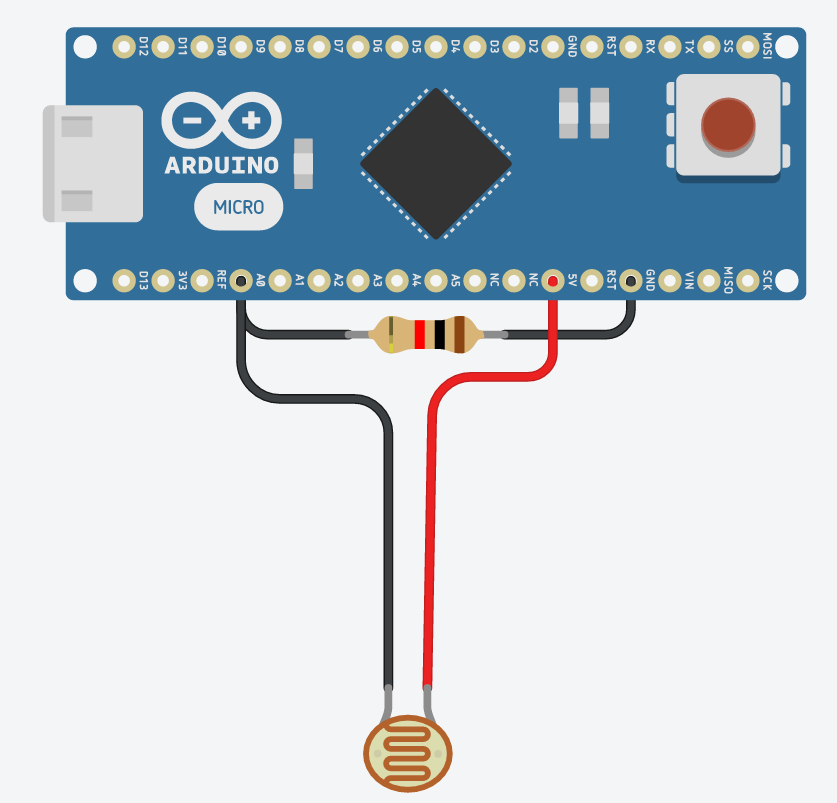 D12 D11 D10 D9 D8 D7 D6 D5 D4 D3 D2 GND RST RX TX SS MOSI
ARDUINO
MICRO
D13 3V3 REF A0 A1 A2 A3 A4 A5 NC NC 5V RST GND VIN MISO SCK